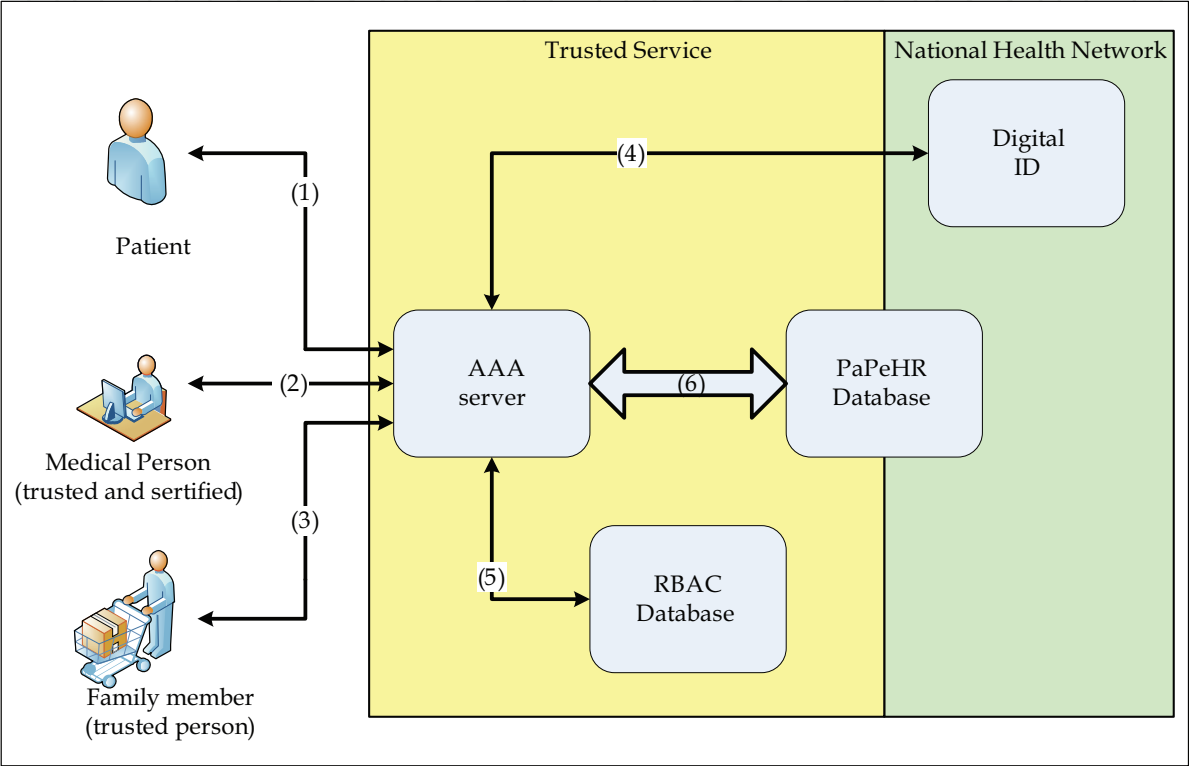 Trusted Service
National Health Network
Digital
ID
(4)
(1)
Patient
AAA
server
(6)
PaPeHR
Database
(2)
Medical Person
(trusted and sertified)
(3)
(5)
RBAC
Database
Family member
(trusted person)